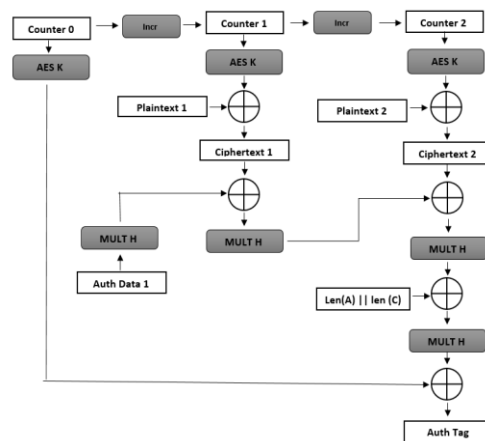 Counter 0
Incr
Counter 1
Incr
Counter 2
AES K
AES K
AES K
Plaintext 1
Plaintext 2
Ciphertext 1
Ciphertext 2
MULT H
MULT H
MULT H
Auth Data 1
Len(A) || len (C)
MULT H
Auth Tag